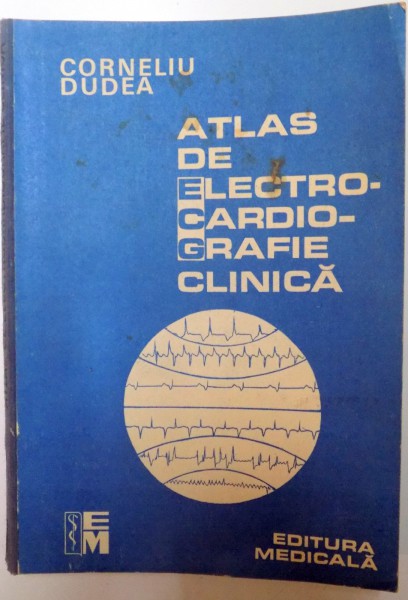 CORNELIU
DUDEA
ATLAS
DE
ELECTRO-
CARDIO-
GRAFIE
CLINICĂ
EM
EDITURA
MEDICALĂ